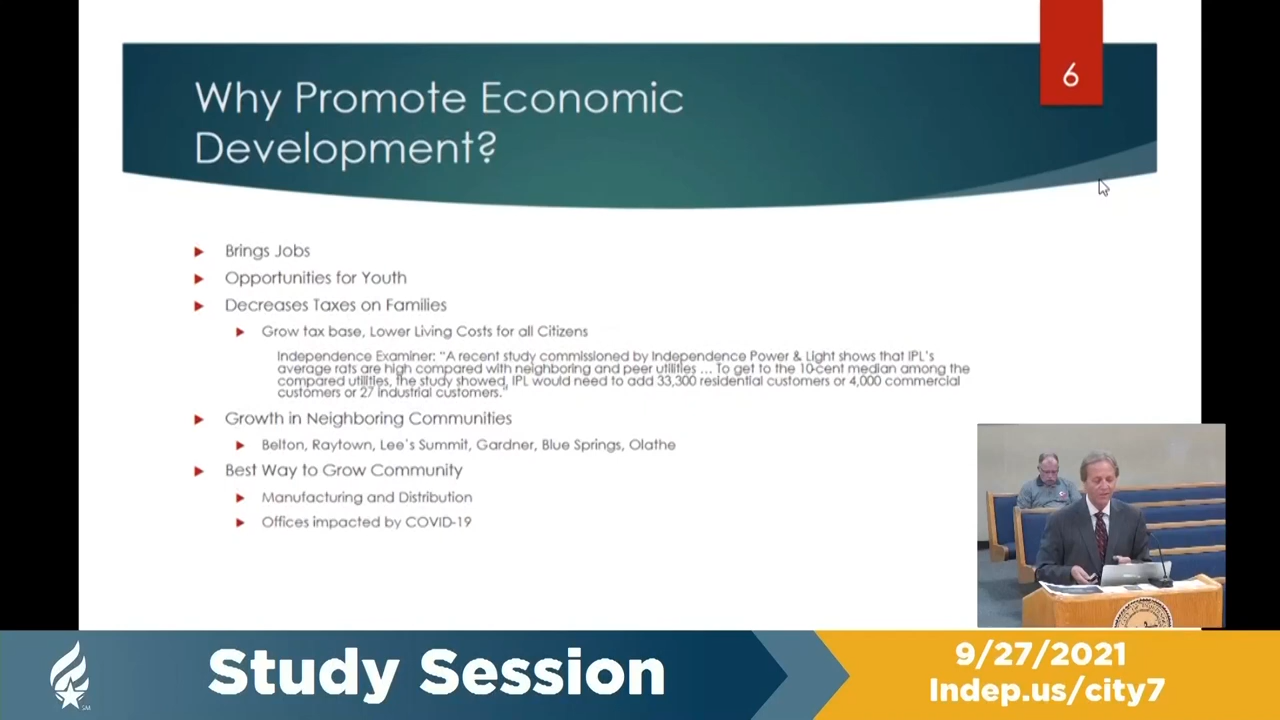 6
Why Promote Economic
Development?
Brings Jobs
Opportunities for Youth
Decreases Taxes on Families
Grow tax base, Lower Living Costs for all Citizens
Independence Examiner: “A recent study commissioned by Independence Power & Light shows that IPL’s
average rats are high compared with neighboring and peer utilities ... To get to the 10-cent median among the
compared utilities, the study showed, IPL would need to add 33,300 residential customers or 4,000 commercial
customers or 27 industrial customers.”
Growth in Neighboring Communities
Belton, Raytown, Lee’s Summit, Gardner, Blue Springs, Olathe
Best Way to Grow Community
Manufacturing and Distribution
Offices impacted by COVID-19
Study Session
9/27/2021
Indep.us/city7
SM